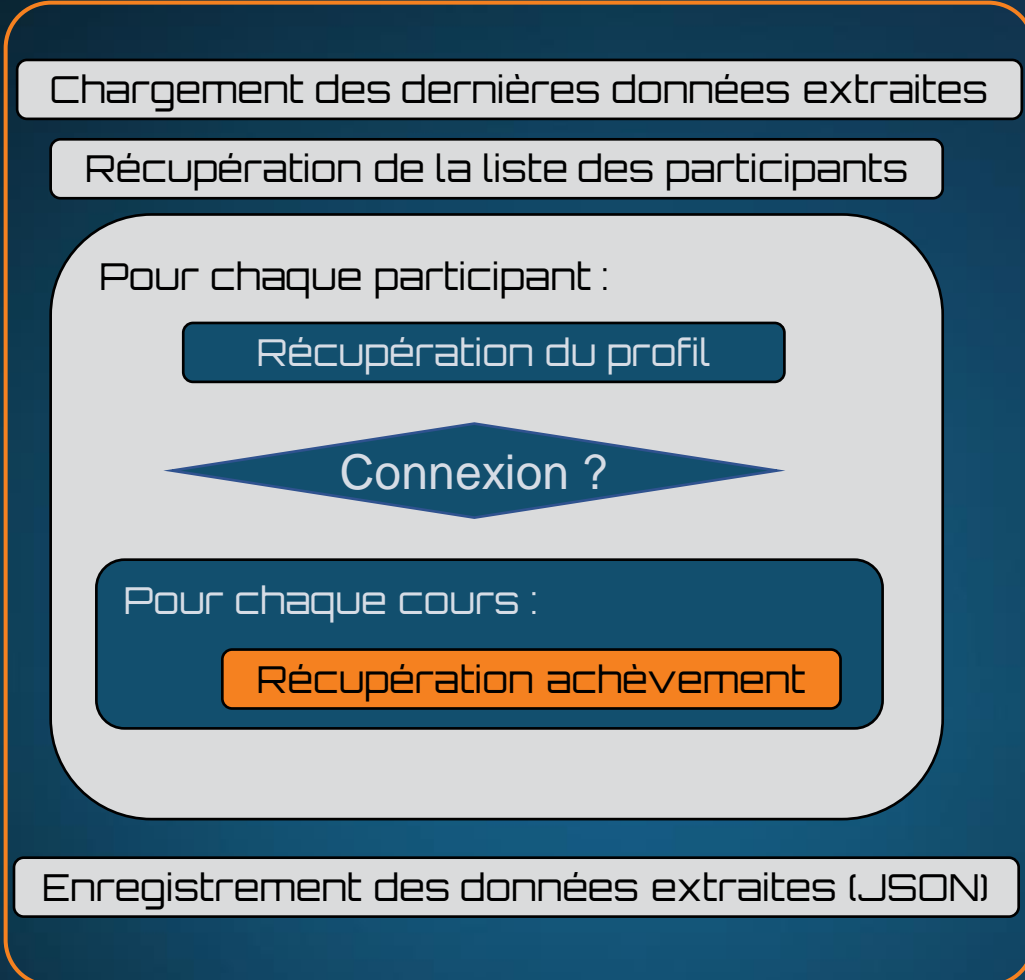 Chargement des dernières données extraites
Récupération de la liste des participants
Pour chaque participant :
Récupération du profil
Connexion ?
Pour chaque cours :
Récupération achèvement
Enregistrement des données extraites (JSON)